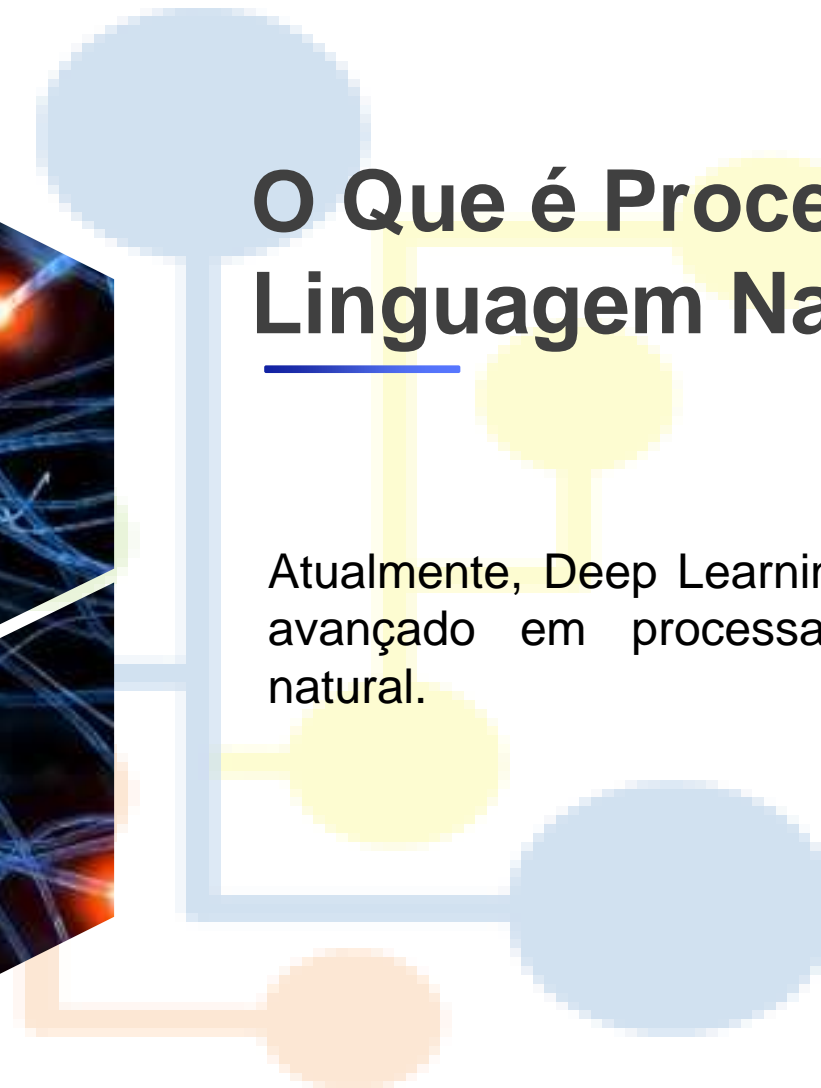 O Que é Proce
Linguagem Na
Atualmente, Deep Learnin
avançado em processa
natural.